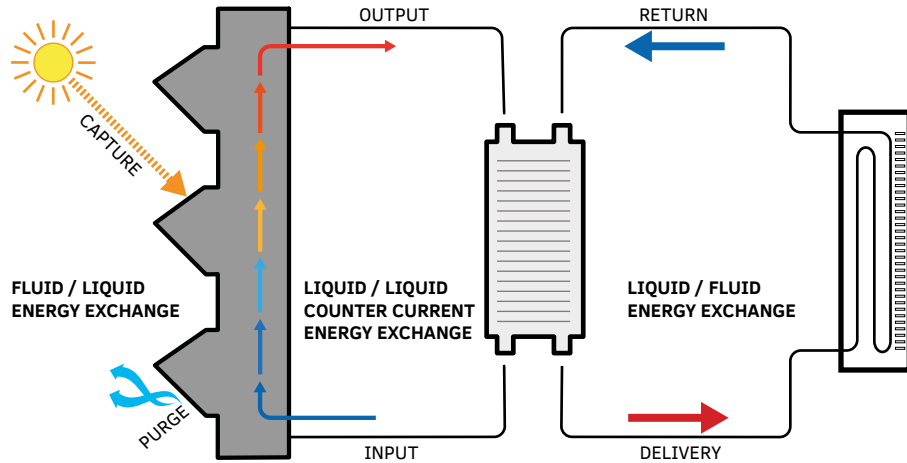 OUTPUT
RETURN
CAPTURE
FLUID / LIQUID
ENERGY EXCHANGE
LIQUID / LIQUID
COUNTER CURRENT
ENERGY EXCHANGE
LIQUID / FLUID
ENERGY EXCHANGE
PURGE
INPUT
DELIVERY